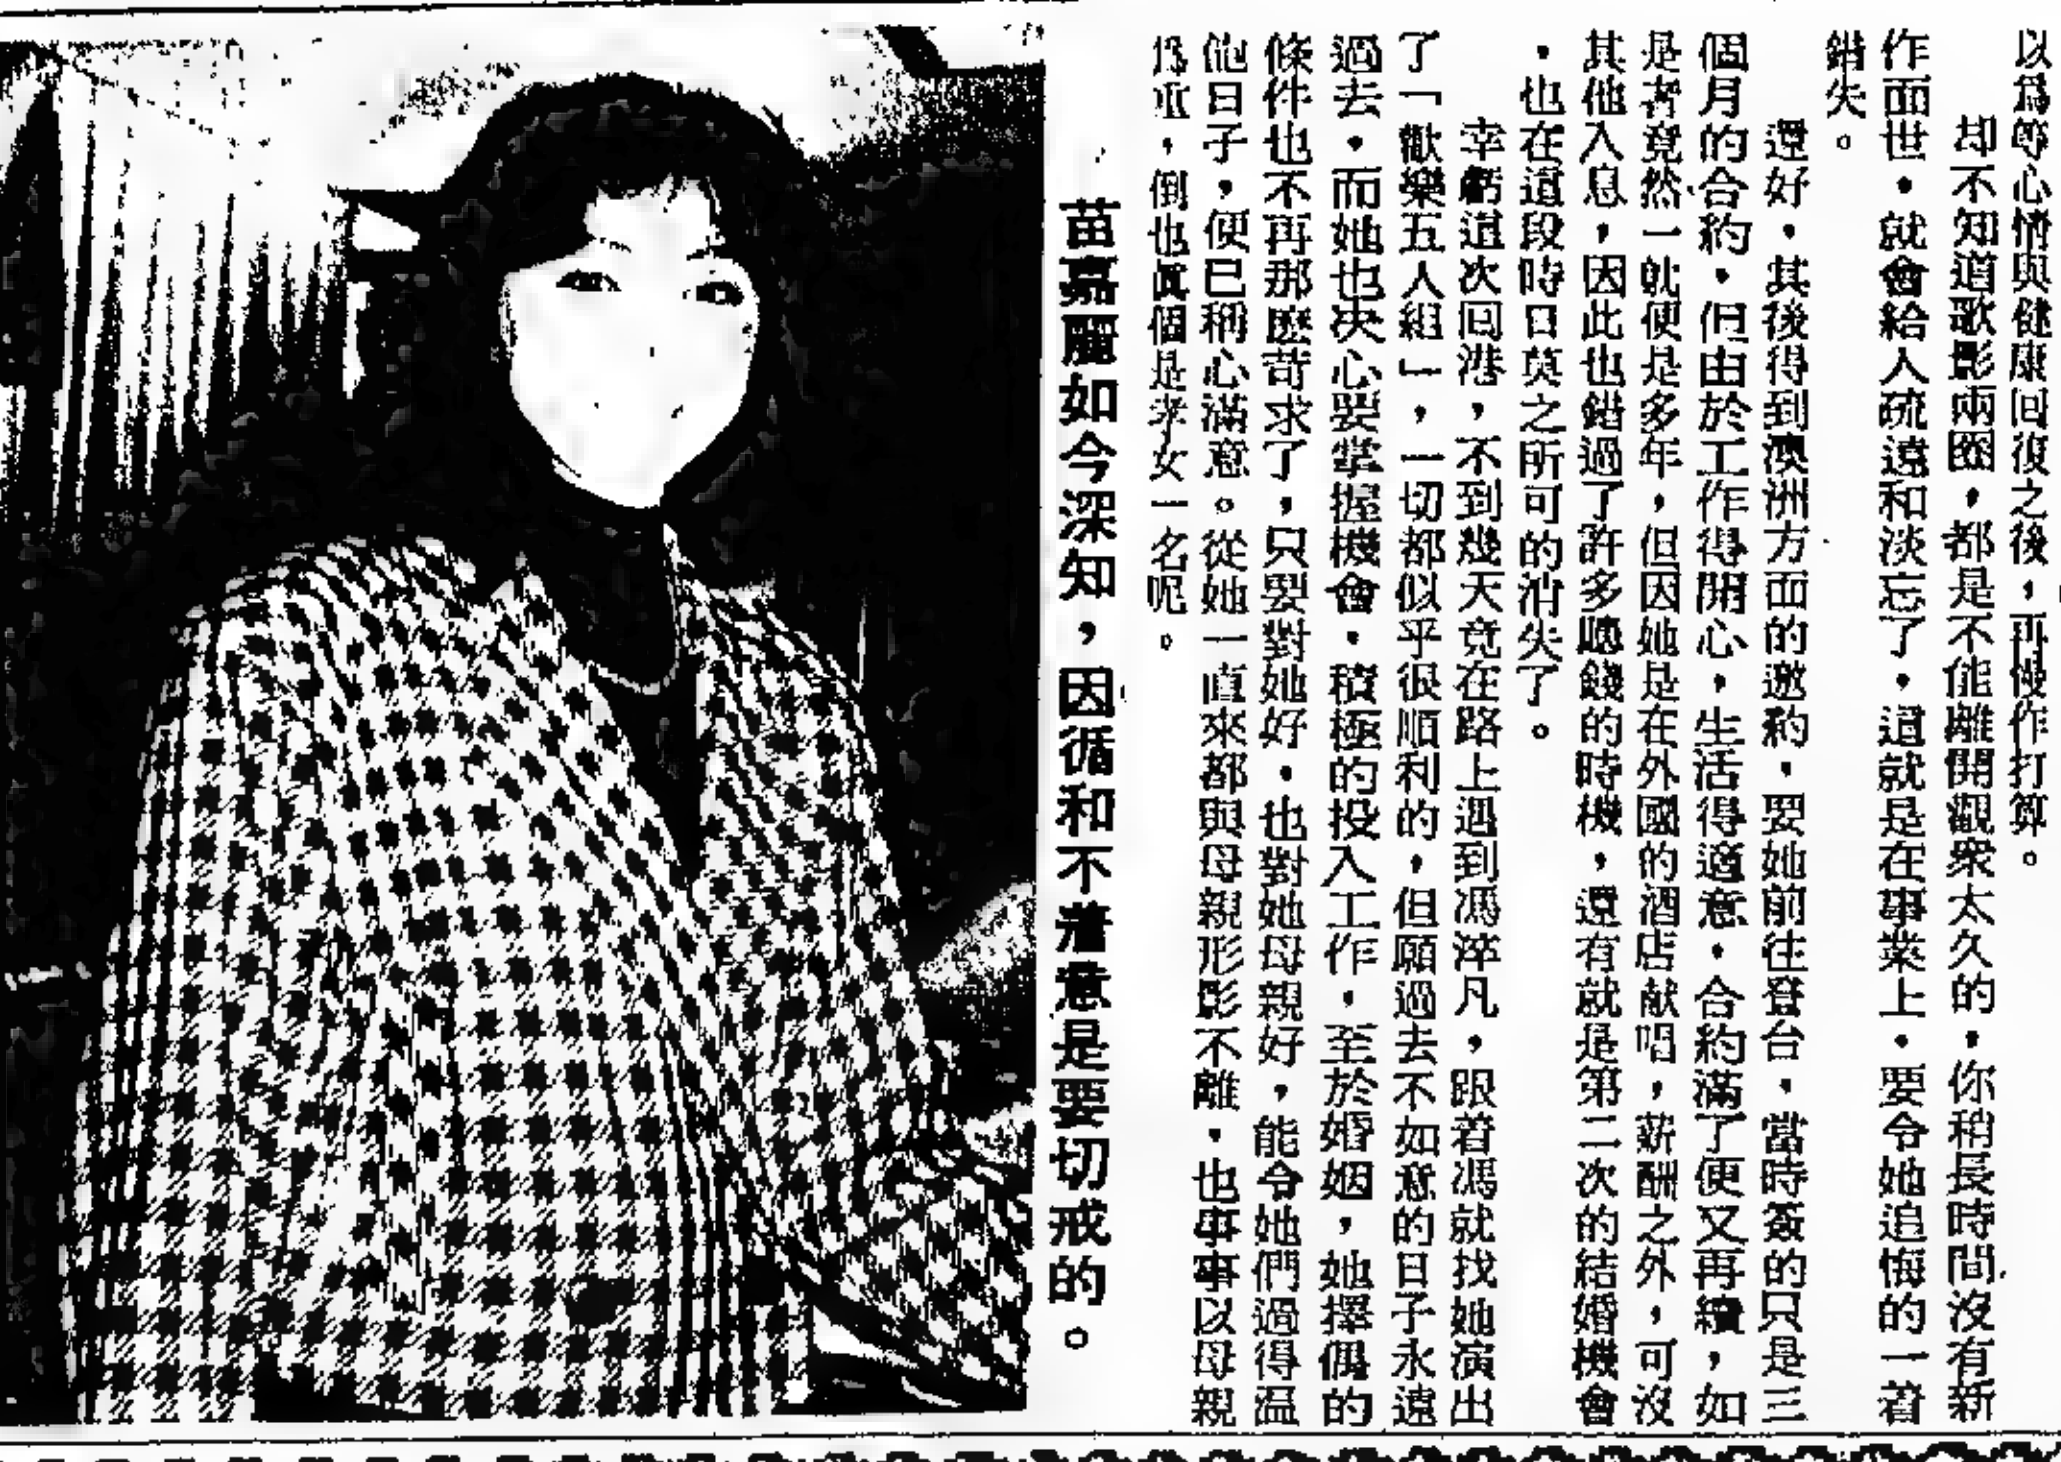 以爲等心情與健康回復之後，再慢作打算。
却不知道歌影兩圈，都是不能離開觀衆太久的，你稍長時間沒有新
作面世，就會給人疏遠和淡忘了，這就是在事業上，要令她追悔的一着
錯失。
還好，其後得到澳洲方面的邀約，要她前往登台，當時簽的只是三
個月的合約，但由於工作得開心，生活得適意，合約滿了便又再續，如
是者竟然一躭便是多年，但因她是在外國的酒店献唱，薪酬之外，可沒
其他入息，因此也錯過了許多賺錢的時機，還有就是第二次的結婚機會
，也在這段時日莫之所可的消失了。
幸虧這次回港，不到幾天竟在路上遇到馮淬凡，跟着馮就找她演出
了「歡樂五人組」，一切都似乎很順利的，但願過去不如意的日子永遠
過去，而她也决心要掌握機會，積極的投入工作，至於婚姻，她擇偶的
條件也不再那麽苛求了，只要對她好，也對她母親好，能令她們過得温
飽日子，便已稱心滿意。從她一直來都與母親形影不離，也事事以母親
爲重，倒也眞個是孝女一名呢。
苗嘉麗如今深知，因循和不着意是要切戒的。